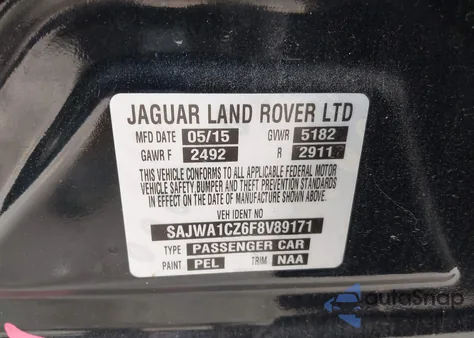 JAGUAR LAND ROVER LTD
MFD DATE 05/15 GVWR 5182
GAWR F 2492 R 2911
THIS VEHICLE CONFORMS TO ALL APPLICABLE FEDERAL MOTOR
VEHICLE SAFETY, BUMPER AND THEFT PREVENTION STANDARDS
IN EFFECT ON THE DATE OF MANUFACTURE SHOWN ABOVE.
VEH IDENT NO
SAJWA1CZ6F8V89171
TYPE PASSENGER CAR
PAINT PEL TRIM NAA
autoSnap